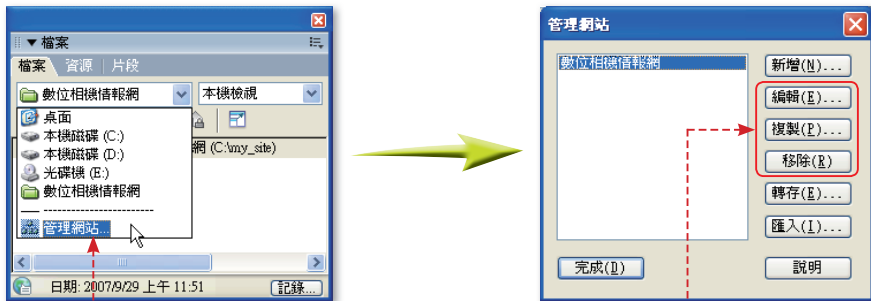 ▼檔案
檔案 資源 片段
數位相機情報網 本機檢視
桌面
本機磁碟 (C:)
網 (C:\my_site)
本機磁碟 (D:)
光碟機 (E:)
數位相機情報網
管理網站...
日期: 2007/9/29 上午 11:51 記錄...
管理網站
數位相機情報網
新增(N)...
編輯(E)...
複製(P)...
移除(R)
轉存(E)...
匯入(I)...
完成(D)
說明